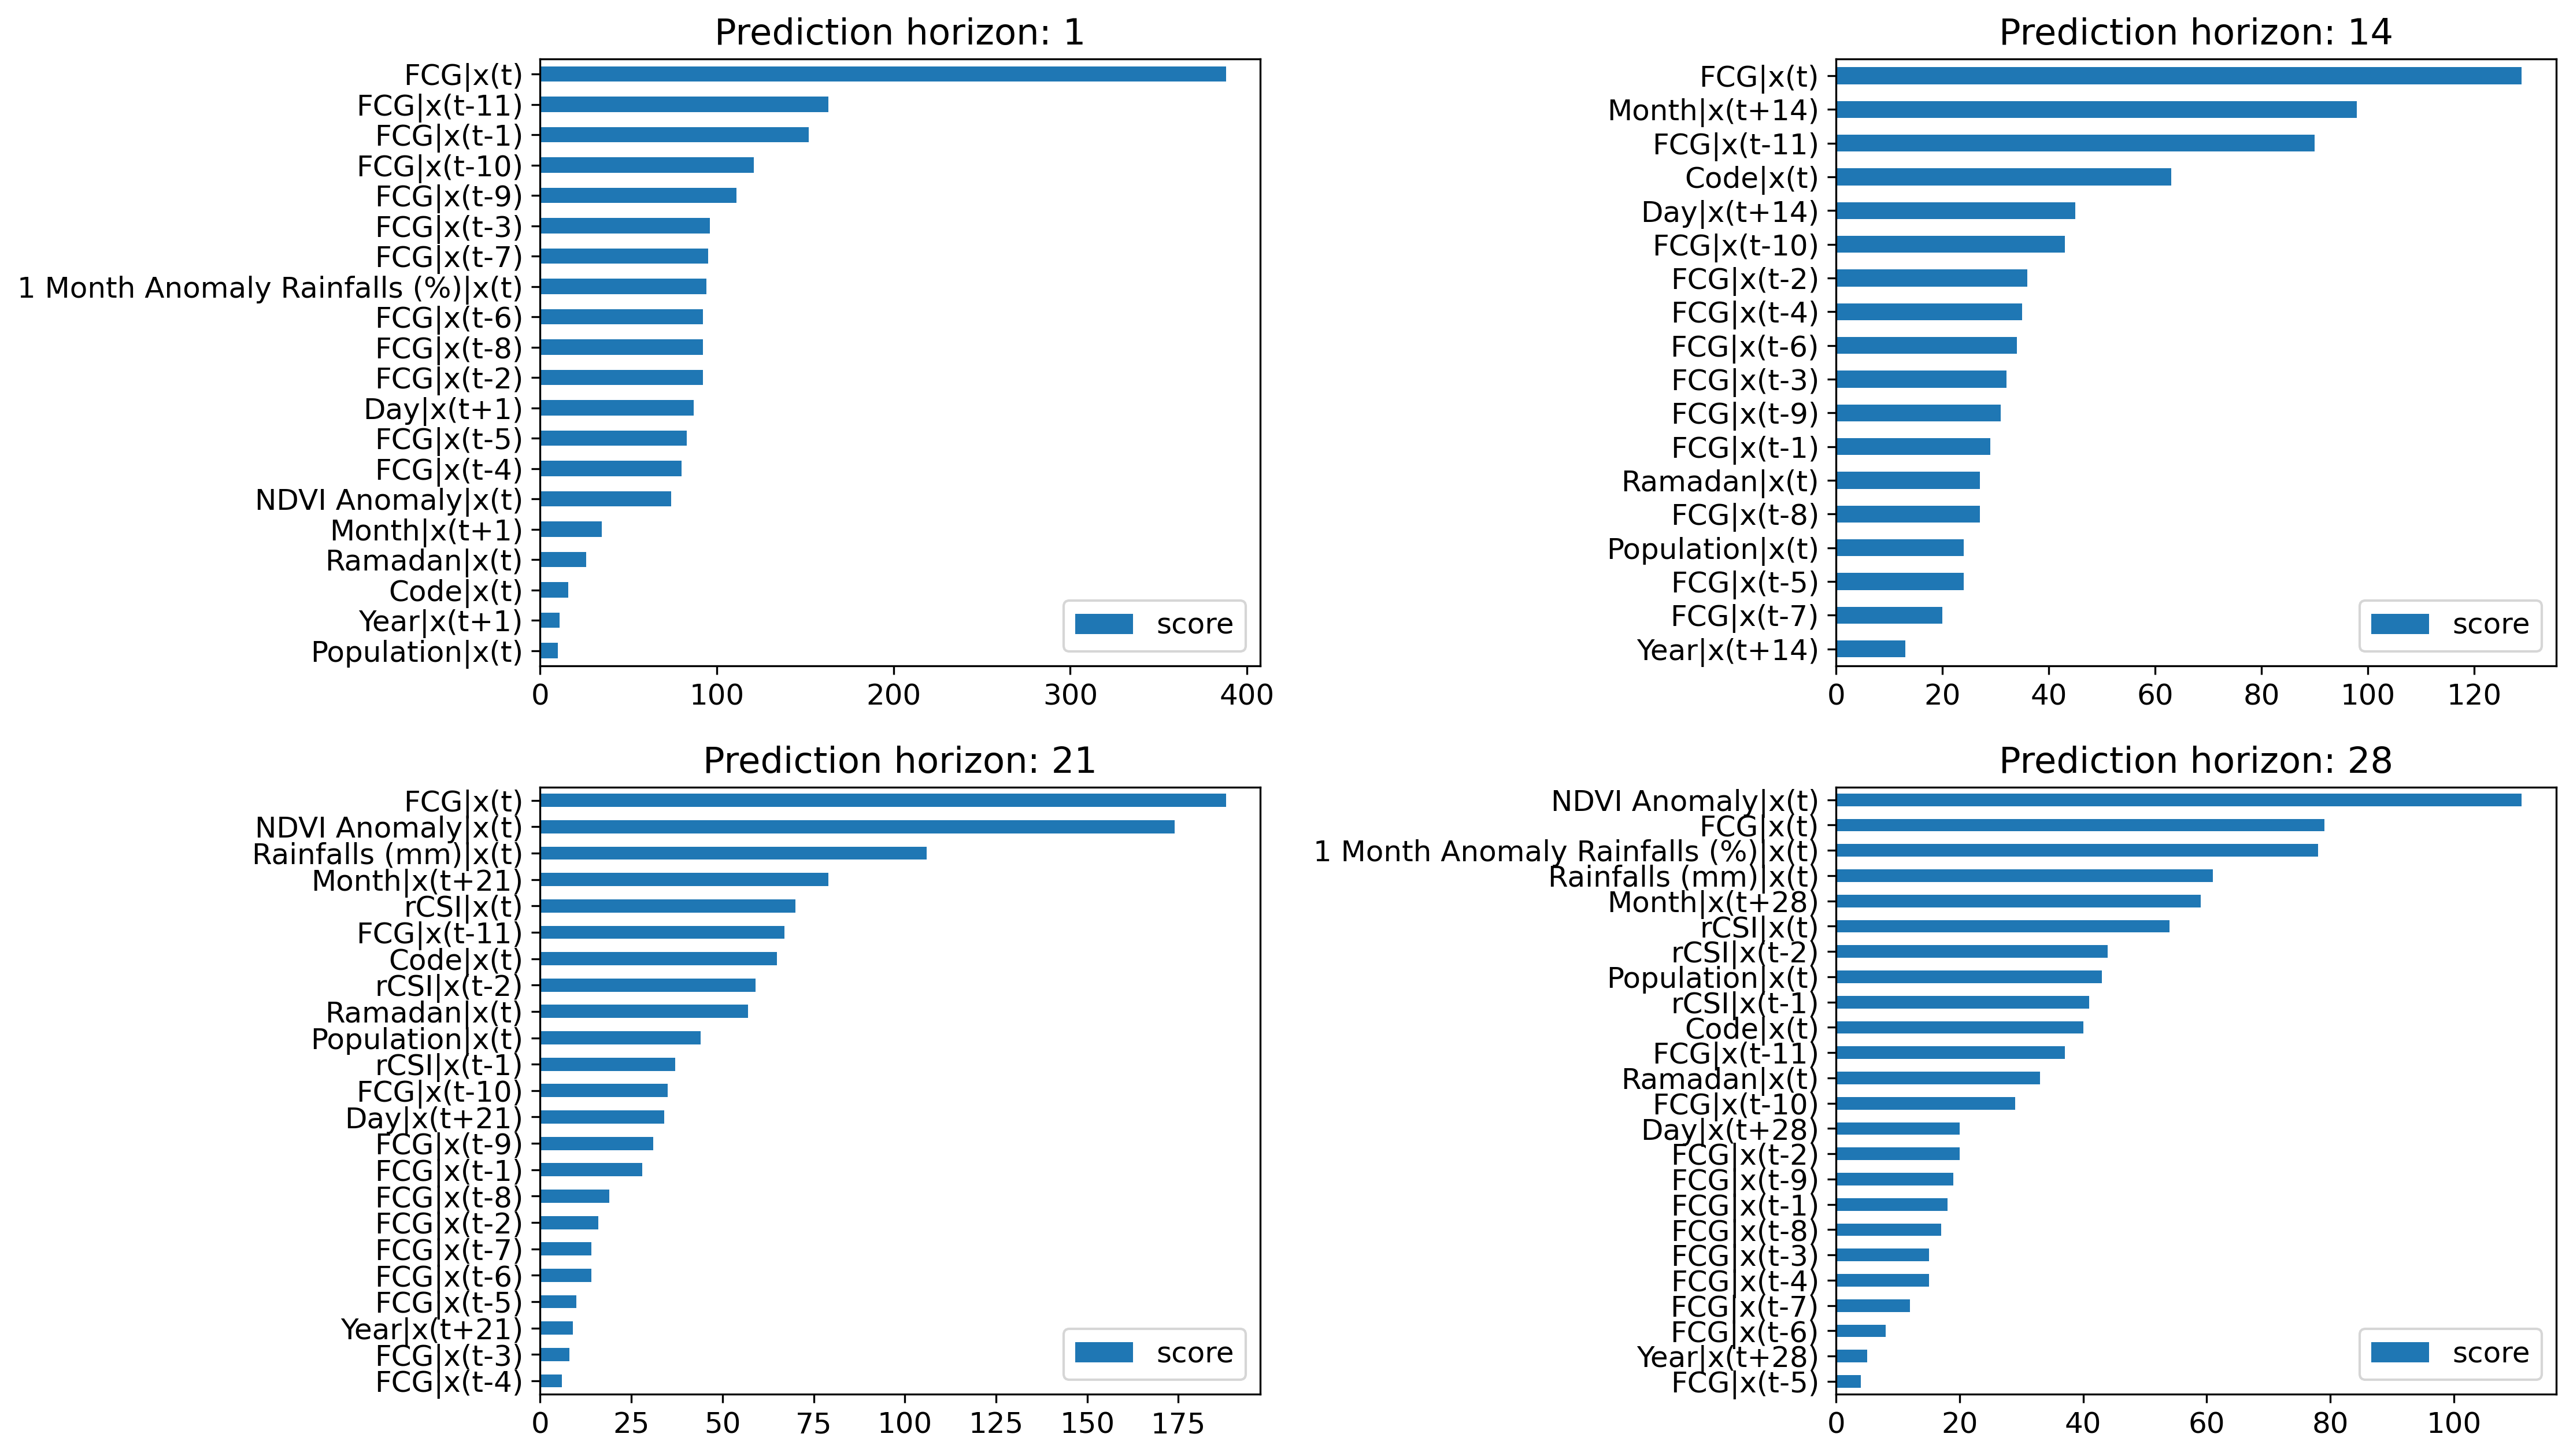 Prediction horizon: 1
FCG|x(t)
FCG|x(t-11)
FCG|x(t-1)
FCG|x(t-10)
FCG|x(t-9)
FCG|x(t-3)
FCG|x(t-7)
1 Month Anomaly Rainfalls (%)|x(t)
FCG|x(t-6)
FCG|x(t-8)
FCG|x(t-2)
Day|x(t+1)
FCG|x(t-5)
FCG|x(t-4)
NDVI Anomaly|x(t)
Month|x(t+1)
Ramadan|x(t)
Code|x(t)
Year|x(t+1)
Population|x(t)
score
0 100 200 300 400
Prediction horizon: 14
FCG|x(t)
Month|x(t+14)
FCG|x(t-11)
Code|x(t)
Day|x(t+14)
FCG|x(t-10)
FCG|x(t-2)
FCG|x(t-4)
FCG|x(t-6)
FCG|x(t-3)
FCG|x(t-9)
FCG|x(t-1)
Ramadan|x(t)
FCG|x(t-8)
Population|x(t)
FCG|x(t-5)
FCG|x(t-7)
Year|x(t+14)
score
0 20 40 60 80 100 120
Prediction horizon: 21
FCG|x(t)
NDVI Anomaly|x(t)
Rainfalls (mm)|x(t)
Month|x(t+21)
rCSI|x(t)
FCG|x(t-11)
Code|x(t)
rCSI|x(t-2)
Ramadan|x(t)
Population|x(t)
rCSI|x(t-1)
FCG|x(t-10)
Day|x(t+21)
FCG|x(t-9)
FCG|x(t-1)
FCG|x(t-8)
FCG|x(t-2)
FCG|x(t-7)
FCG|x(t-6)
FCG|x(t-5)
Year|x(t+21)
FCG|x(t-3)
FCG|x(t-4)
score
0 25 50 75 100 125 150 175
Prediction horizon: 28
NDVI Anomaly|x(t)
FCG|x(t)
1 Month Anomaly Rainfalls (%)|x(t)
Rainfalls (mm)|x(t)
Month|x(t+28)
rCSI|x(t)
rCSI|x(t-2)
Population|x(t)
rCSI|x(t-1)
Code|x(t)
FCG|x(t-11)
Ramadan|x(t)
FCG|x(t-10)
Day|x(t+28)
FCG|x(t-2)
FCG|x(t-9)
FCG|x(t-1)
FCG|x(t-8)
FCG|x(t-3)
FCG|x(t-4)
FCG|x(t-7)
FCG|x(t-6)
Year|x(t+28)
FCG|x(t-5)
score
0 20 40 60 80 100